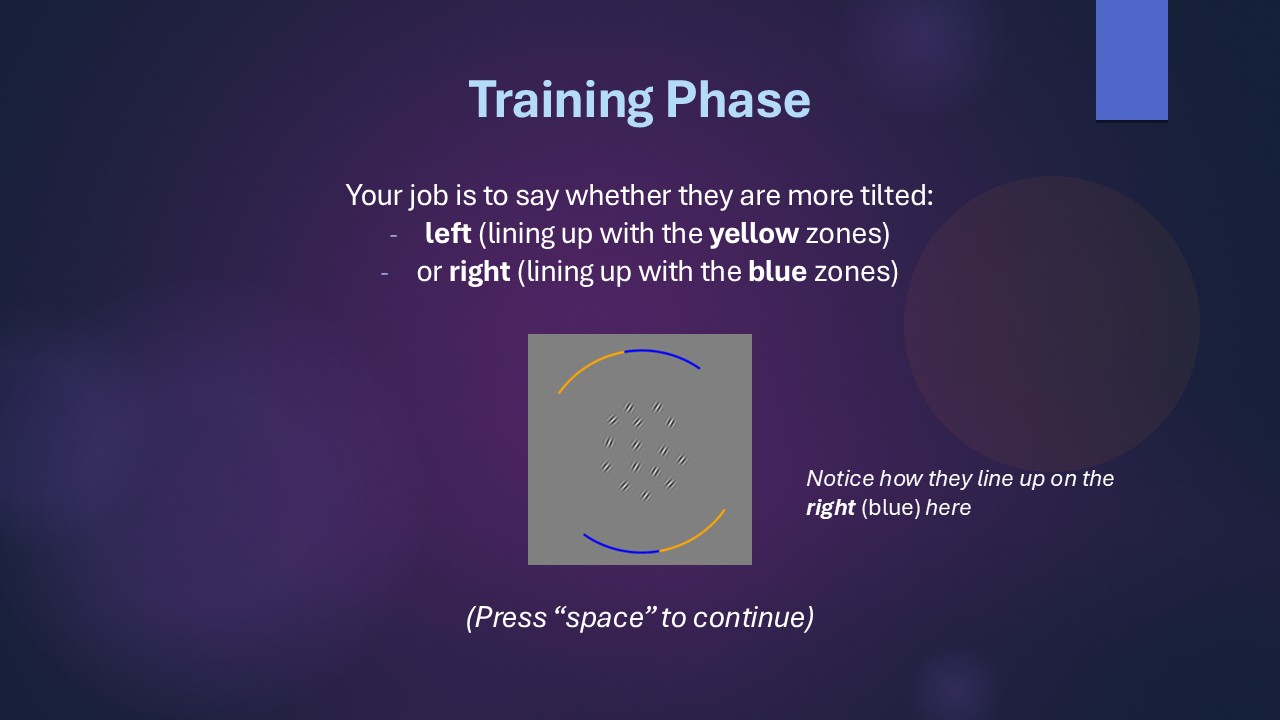 Training Phase
Your job is to say whether they are more tilted:
- left (lining up with the yellow zones)
- or right (lining up with the blue zones)
Notice how they line up on the
right (blue) here
(Press “space” to continue)